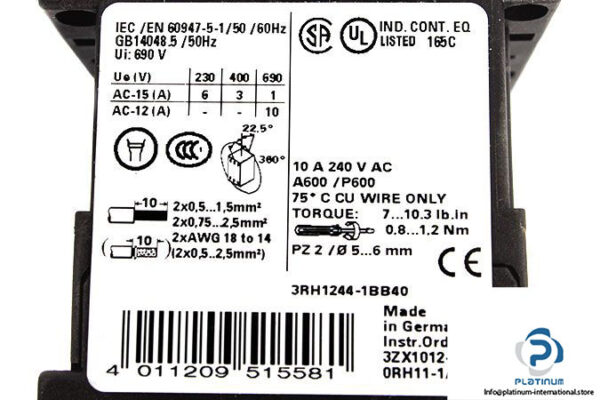 IEC /EN 60947-5-1/50 /60Hz
GB14048.5 /50Hz
Ui: 690 V
Ue (V) 230 400 690
AC-15 (A) 6 3 1
AC-12 (A) - - 10
22.5°
360°
10 2x0,5...1,5mm²
2x0,75...2,5mm²
10 2xAWG 18 to 14
(2x0,5..2,5mm²)
SA UL IND. CONT. EQ
LISTED 165C
10 A 240 V AC
A600 /P600
75° C CU WIRE ONLY
TORQUE: 7...10.3 lb.in
0.8...1,2 Nm
PZ 2 / Ø 5...6 mm
CE
3RH1244-1BB40
Made
in Germa
Instr.Ord
3ZX1012-
0RH11-1/
4 011209 515581
PLATINUM
Info@platinum-international.store